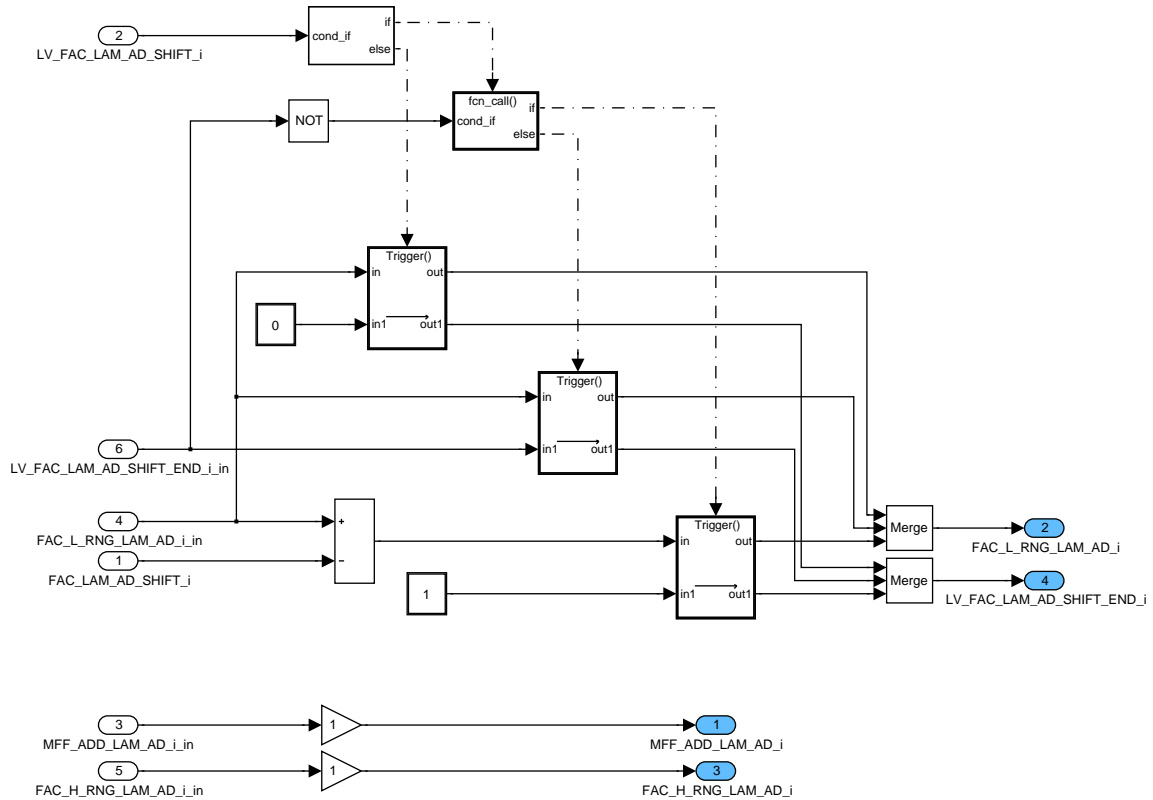 2
LV_FAC_LAM_AD_SHIFT_i
cond_if
if
else
NOT
fcn_call()
cond_if
if
else
Trigger()
in
out
0
in1
out1
Trigger()
in
out
6
in1
out1
LV_FAC_LAM_AD_SHIFT_END_i_in
4
FAC_L_RNG_LAM_AD_i_in
1
FAC_LAM_AD_SHIFT_i
+
−
Trigger()
in
out
1
in1
out1
Merge
2
FAC_L_RNG_LAM_AD_i
Merge
4
LV_FAC_LAM_AD_SHIFT_END_i
3
MFF_ADD_LAM_AD_i_in
1
1
MFF_ADD_LAM_AD_i
5
FAC_H_RNG_LAM_AD_i_in
1
3
FAC_H_RNG_LAM_AD_i